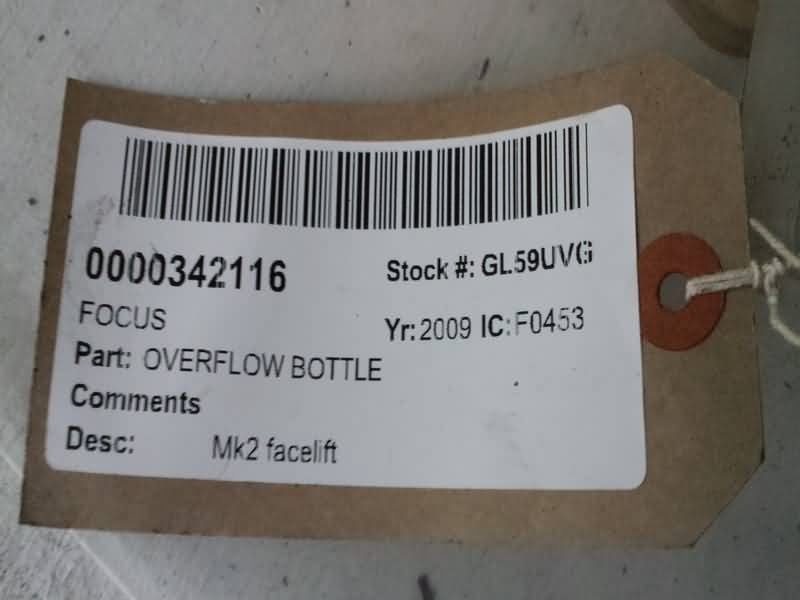 0000342116 Stock #: GL59UVG
FOCUS Yr: 2009 IC: F0453
Part: OVERFLOW BOTTLE
Comments
Desc: Mk2 facelift